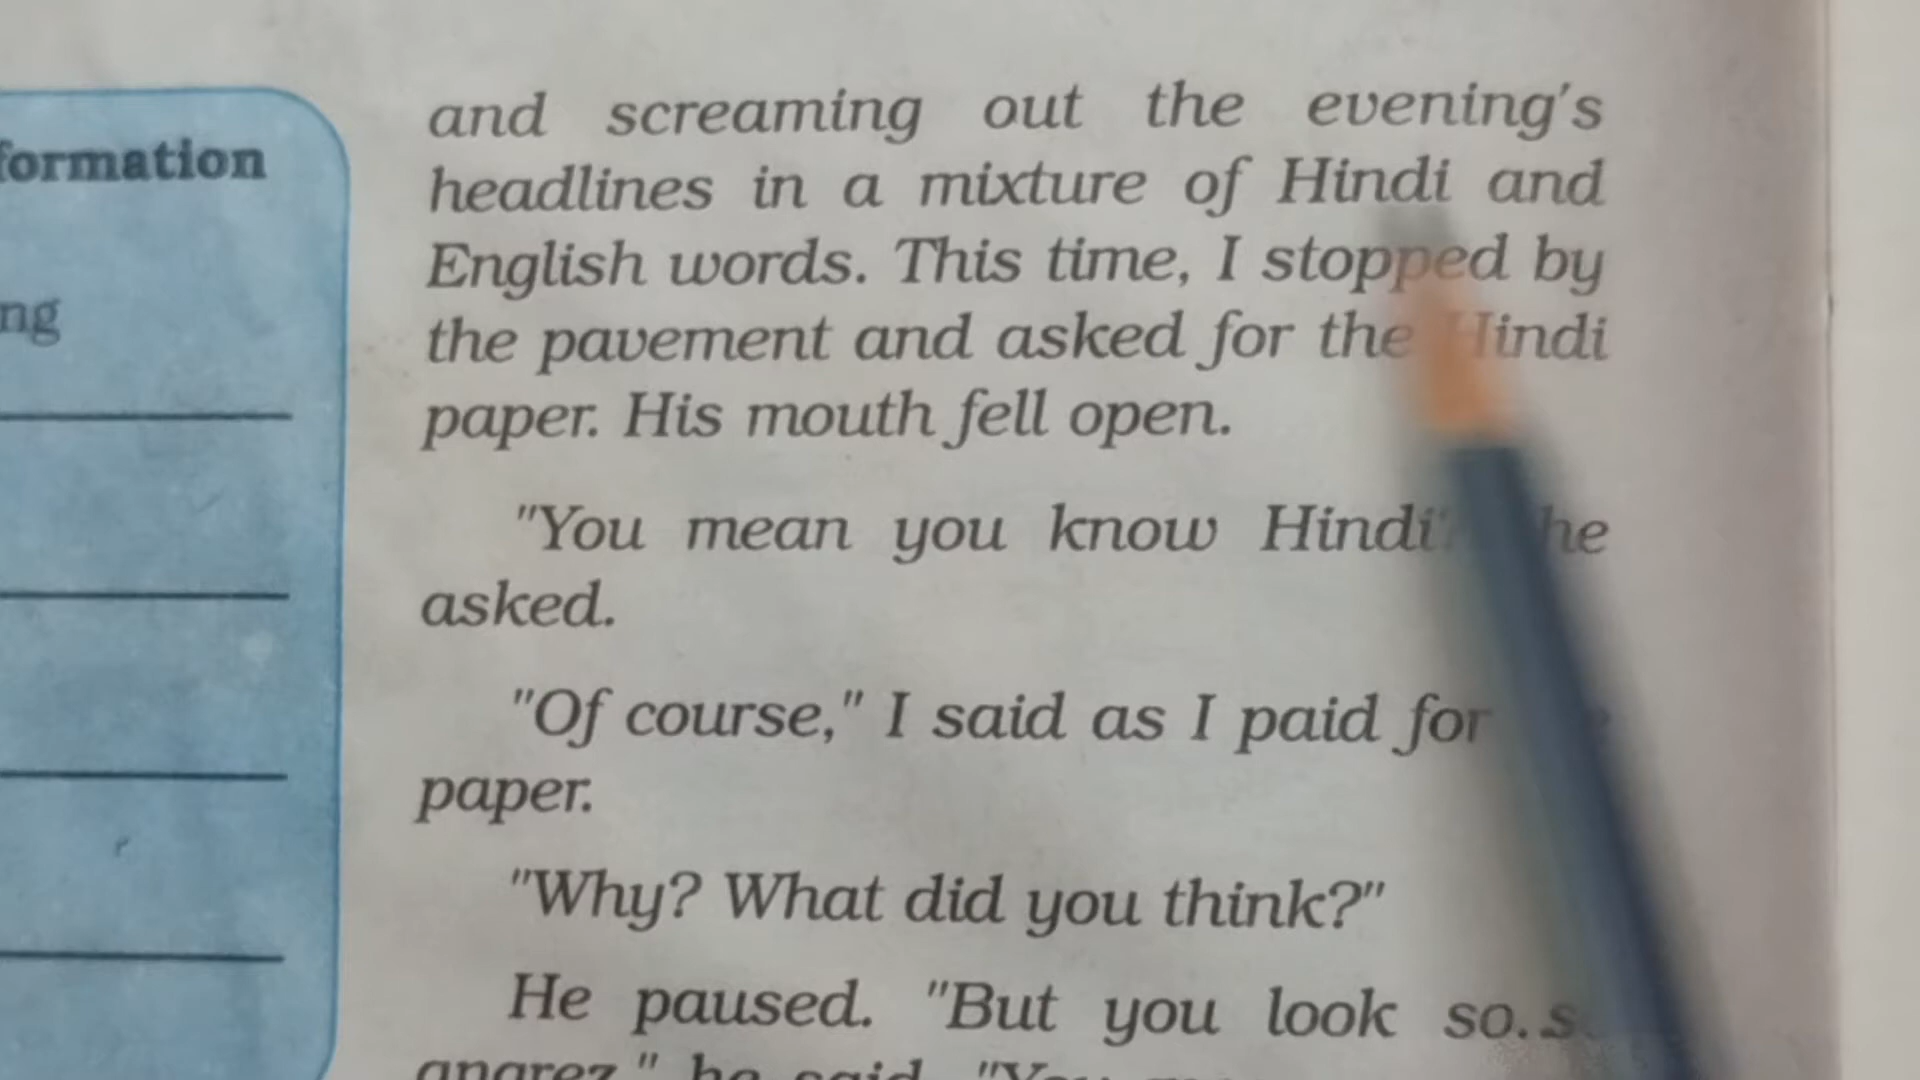 formation
ng
and screaming out the evening's
headlines in a mixture of Hindi and
English words. This time, I stopped by
the pavement and asked for the Hindi
paper. His mouth fell open.
"You mean you know Hindi he
asked.
"Of course," I said as I paid for
paper.
"Why? What did you think?"
He paused. "But you look so..
angrez," he said. "You